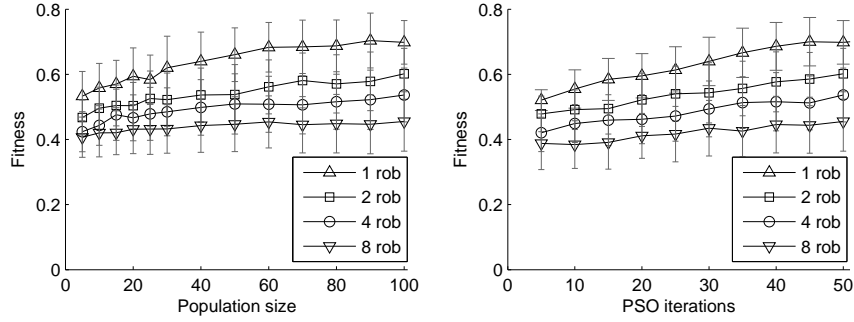 0.8
0.6
0.4
0.2
0
Fitness
0 20 40 60 80 100
Population size
1 rob
2 rob
4 rob
8 rob
0.8
0.6
0.4
0.2
0
Fitness
0 10 20 30 40 50
PSO iterations
1 rob
2 rob
4 rob
8 rob